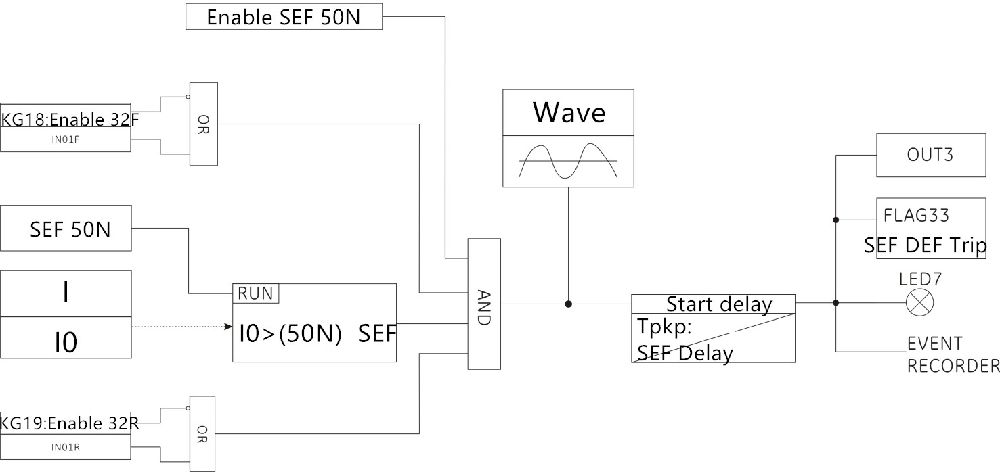 Enable SEF 50N
KG18:Enable 32F
IN01F
OR
Wave
OUT3
FLAG33
SEF DEF Trip
SEF 50N
I
I0
RUN
I0>(50N) SEF
AND
Start delay
Tpkp:
SEF Delay
LED7
EVENT
RECORDER
KG19:Enable 32R
IN01R
OR